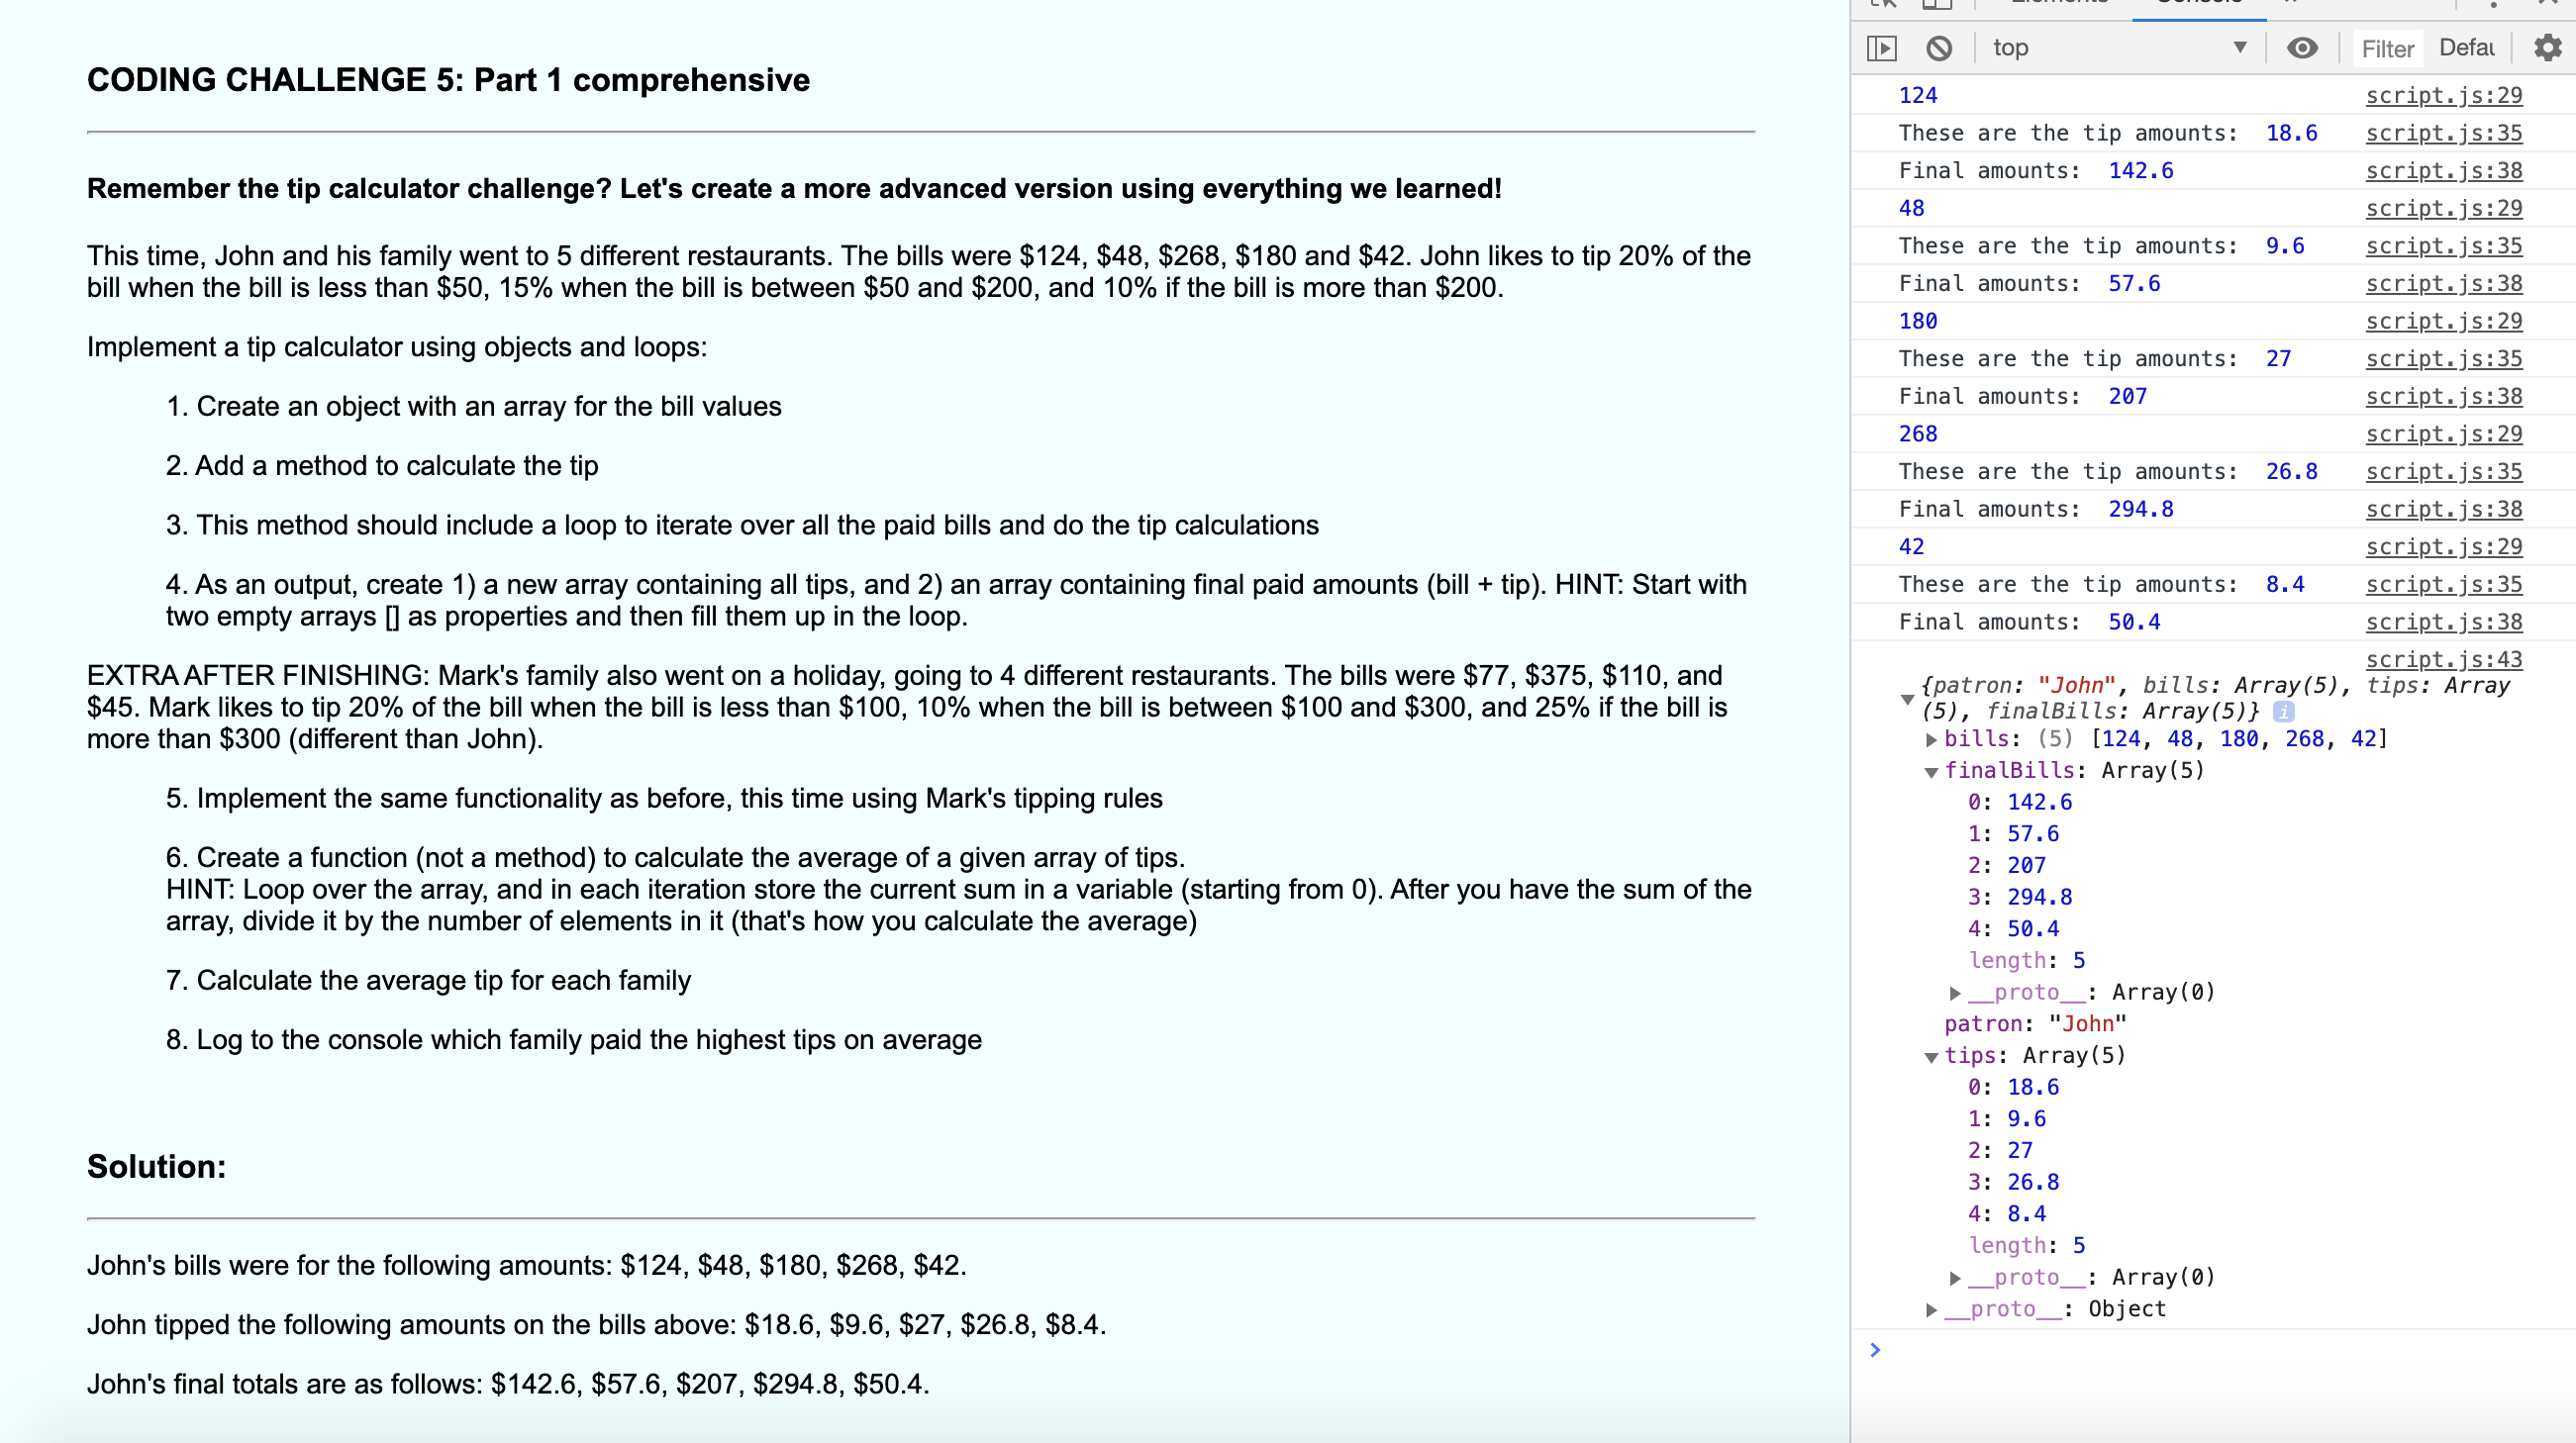 CODING CHALLENGE 5: Part 1 comprehensive
Remember the tip calculator challenge? Let's create a more advanced version using everything we learned!
This time, John and his family went to 5 different restaurants. The bills were $124, $48, $268, $180 and $42. John likes to tip 20% of the
bill when the bill is less than $50, 15% when the bill is between $50 and $200, and 10% if the bill is more than $200.
Implement a tip calculator using objects and loops:
1. Create an object with an array for the bill values
2. Add a method to calculate the tip
3. This method should include a loop to iterate over all the paid bills and do the tip calculations
4. As an output, create 1) a new array containing all tips, and 2) an array containing final paid amounts (bill + tip). HINT: Start with
two empty arrays [] as properties and then fill them up in the loop.
EXTRA AFTER FINISHING: Mark's family also went on a holiday, going to 4 different restaurants. The bills were $77, $375, $110, and
$45. Mark likes to tip 20% of the bill when the bill is less than $100, 10% when the bill is between $100 and $300, and 25% if the bill is
more than $300 (different than John).
5. Implement the same functionality as before, this time using Mark's tipping rules
6. Create a function (not a method) to calculate the average of a given array of tips.
HINT: Loop over the array, and in each iteration store the current sum in a variable (starting from 0). After you have the sum of the
array, divide it by the number of elements in it (that's how you calculate the average)
7. Calculate the average tip for each family
8. Log to the console which family paid the highest tips on average
Solution:
John's bills were for the following amounts: $124, $48, $180, $268, $42.
John tipped the following amounts on the bills above: $18.6, $9.6, $27, $26.8, $8.4.
John's final totals are as follows: $142.6, $57.6, $207, $294.8, $50.4.
Elements Console
top Filter Defau
124 script.js:29
These are the tip amounts: 18.6 script.js:35
Final amounts: 142.6 script.js:38
48 script.js:29
These are the tip amounts: 9.6 script.js:35
Final amounts: 57.6 script.js:38
180 script.js:29
These are the tip amounts: 27 script.js:35
Final amounts: 207 script.js:38
268 script.js:29
These are the tip amounts: 26.8 script.js:35
Final amounts: 294.8 script.js:38
42 script.js:29
These are the tip amounts: 8.4 script.js:35
Final amounts: 50.4 script.js:38
script.js:43
{patron: "John", bills: Array(5), tips: Array
(5), finalBills: Array(5)} i
bills: (5) [124, 48, 180, 268, 42]
finalBills: Array(5)
0: 142.6
1: 57.6
2: 207
3: 294.8
4: 50.4
length: 5
__proto__: Array(0)
patron: "John"
tips: Array(5)
0: 18.6
1: 9.6
2: 27
3: 26.8
4: 8.4
length: 5
__proto__: Array(0)
__proto__: Object